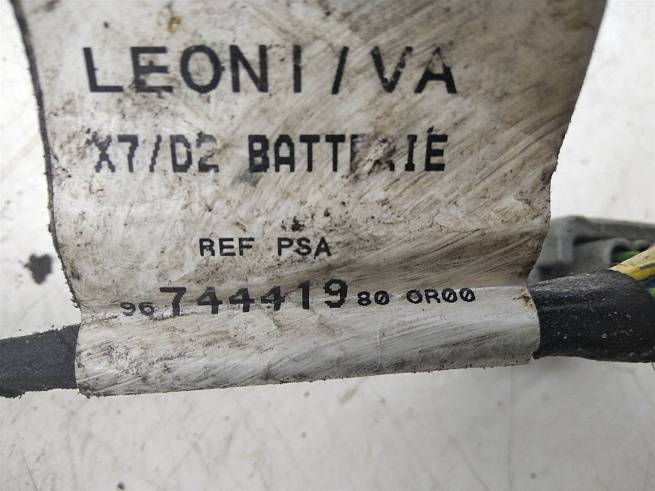 LEONI/VA
X7/D2 BATTERIE
REF PSA
96 744419 80 0R00